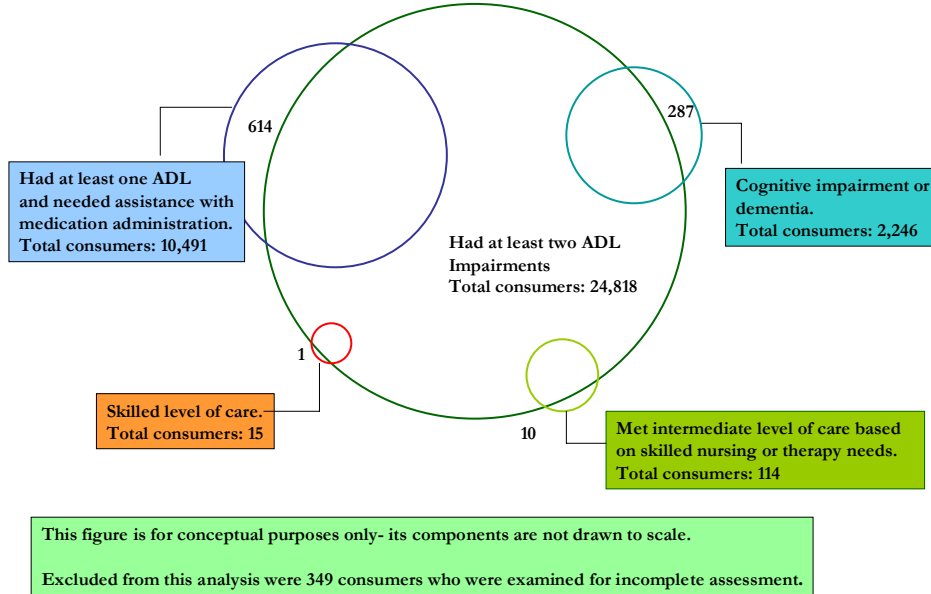 614
287
Had at least one ADL
and needed assistance with
medication administration.
Total consumers: 10,491
Cognitive impairment or
dementia.
Total consumers: 2,246
Had at least two ADL
Impairments
Total consumers: 24,818
1
Skilled level of care.
Total consumers: 15
10
Met intermediate level of care based
on skilled nursing or therapy needs.
Total consumers: 114
This figure is for conceptual purposes only- its components are not drawn to scale.
Excluded from this analysis were 349 consumers who were examined for incomplete assessment.